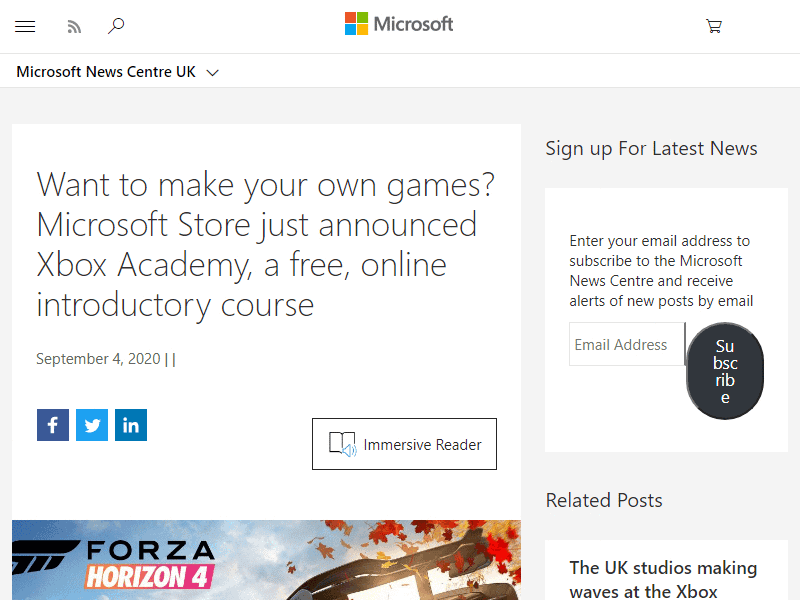 Microsoft
Microsoft News Centre UK
Want to make your own games?
Microsoft Store just announced
Xbox Academy, a free, online
introductory course
September 4, 2020 | |
f
in
Immersive Reader
FORZA
HORIZON 4
Sign up For Latest News
Enter your email address to
subscribe to the Microsoft
News Centre and receive
alerts of new posts by email
Email Address
Su
bsc
rib
e
Related Posts
The UK studios making
waves at the Xbox